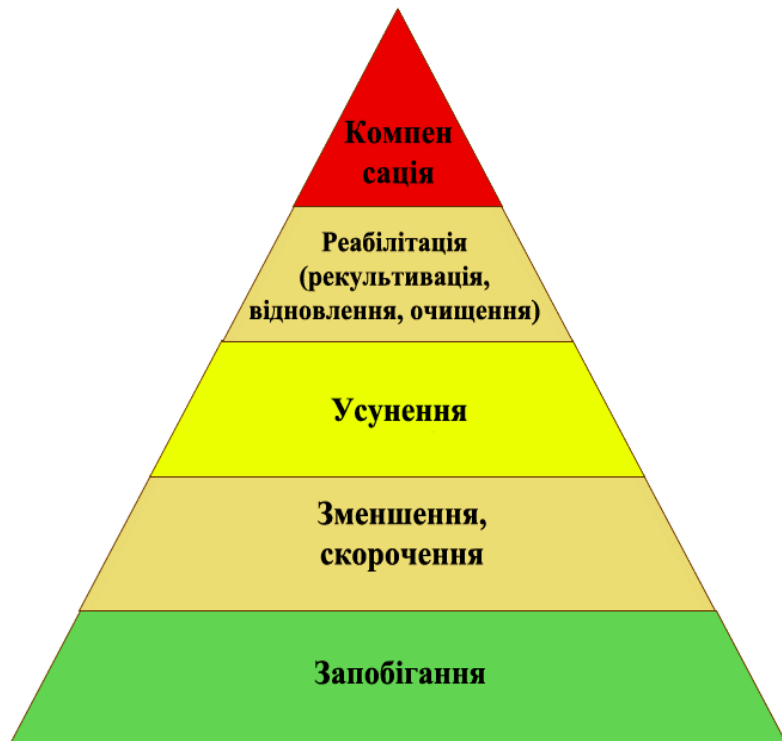 Компен
сація
Реабілітація
(рекультивація,
відновлення, очищення)
Усунення
Зменшення,
скорочення
Запобігання